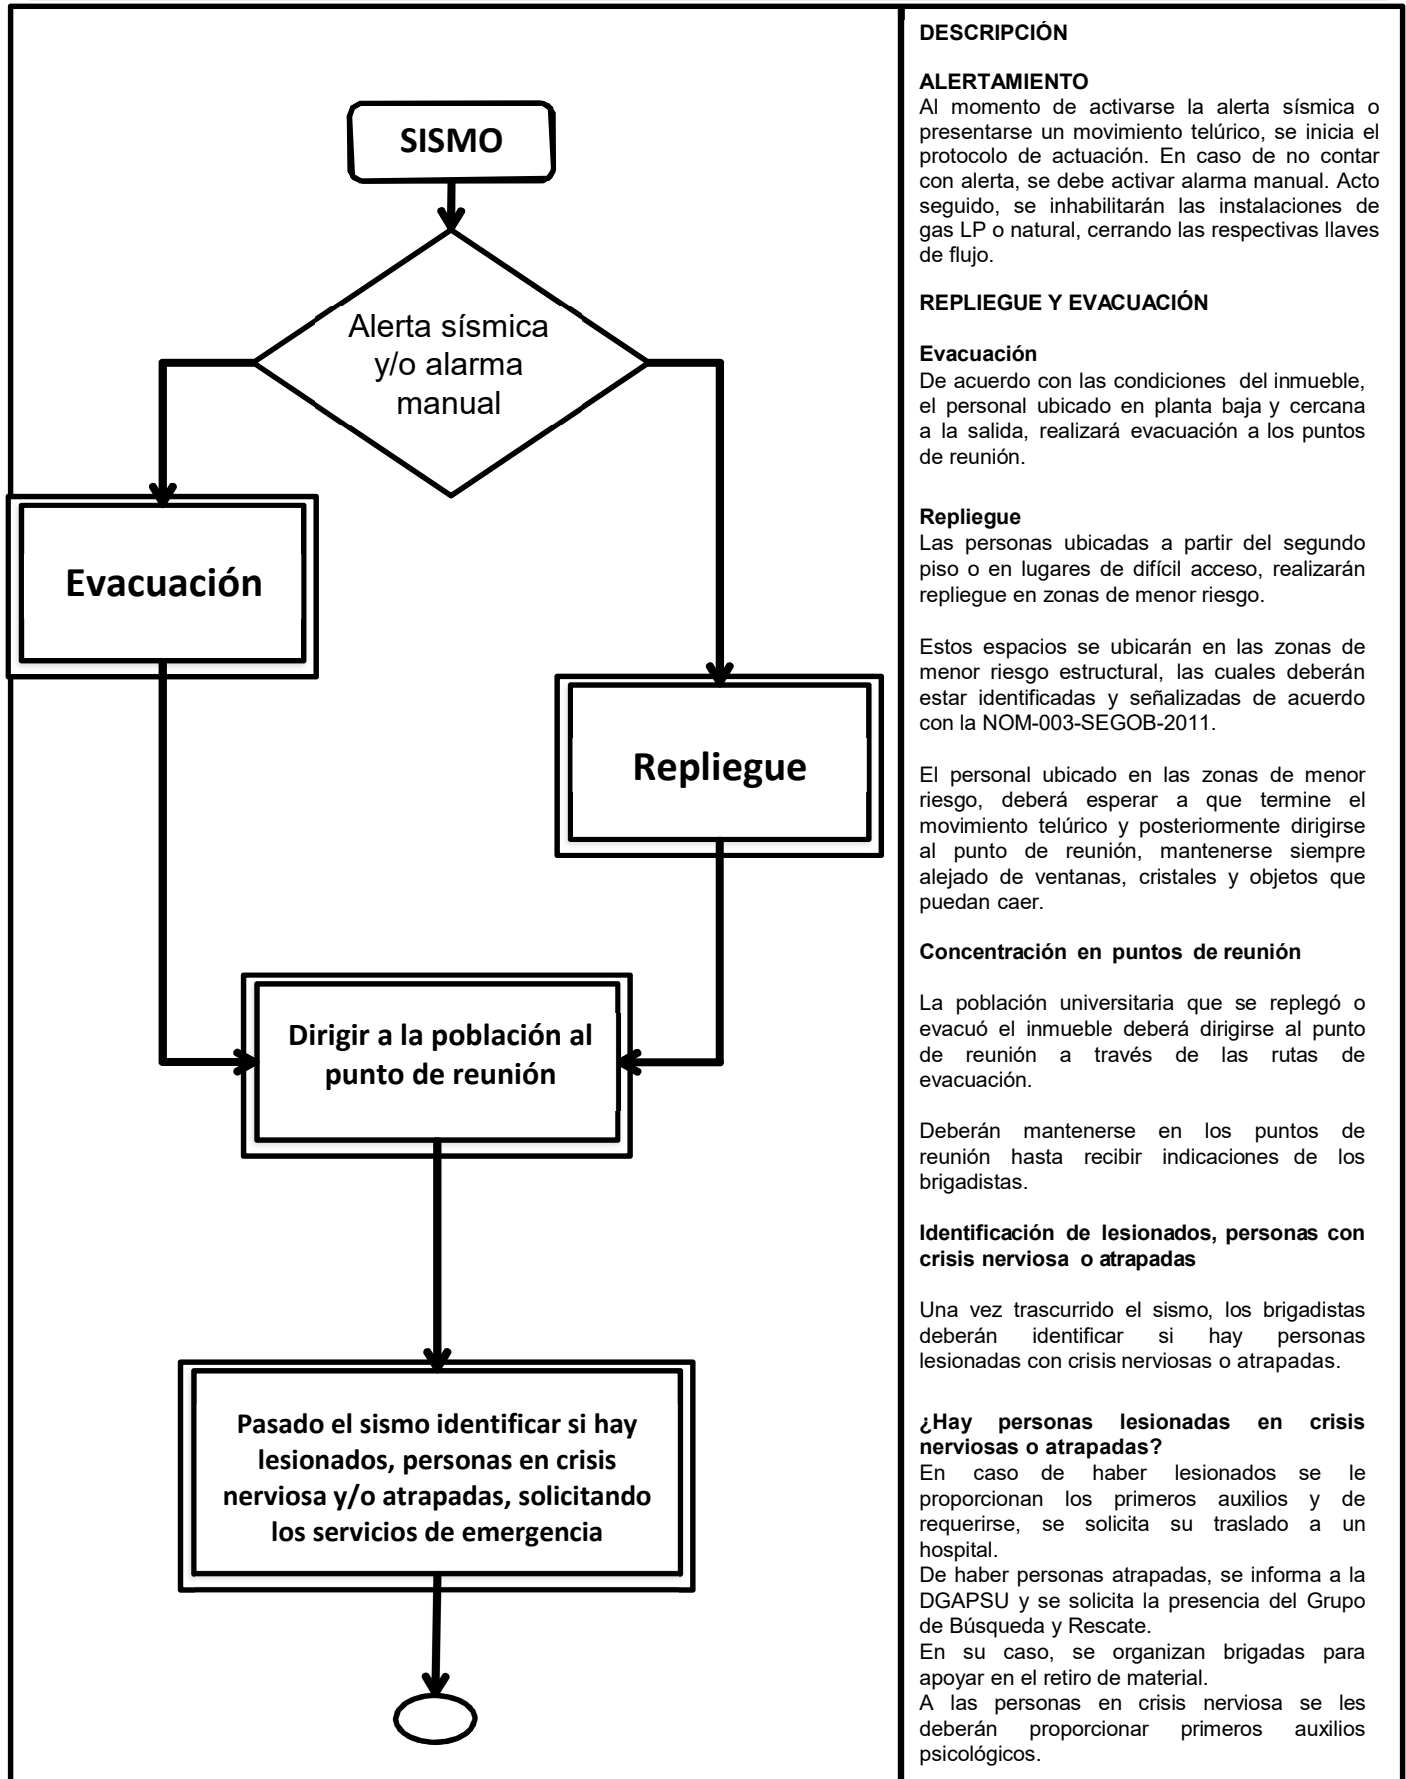 SISMO
Alerta sísmica
y/o alarma
manual
Evacuación
Repliegue
Dirigir a la población al
punto de reunión
Pasado el sismo identificar si hay
lesionados, personas en crisis
nerviosa y/o atrapadas, solicitando
los servicios de emergencia
DESCRIPCIÓN
ALERTAMIENTO
Al momento de activarse la alerta sísmica o
presentarse un movimiento telúrico, se inicia el
protocolo de actuación. En caso de no contar
con alerta, se debe activar alarma manual. Acto
seguido, se inhabilitarán las instalaciones de
gas LP o natural, cerrando las respectivas llaves
de flujo.
REPLIEGUE Y EVACUACIÓN
Evacuación
De acuerdo con las condiciones del inmueble,
el personal ubicado en planta baja y cercana
a la salida, realizará evacuación a los puntos
de reunión.
Repliegue
Las personas ubicadas a partir del segundo
piso o en lugares de difícil acceso, realizarán
repliegue en zonas de menor riesgo.
Estos espacios se ubicarán en las zonas de
menor riesgo estructural, las cuales deberán
estar identificadas y señalizadas de acuerdo
con la NOM-003-SEGOB-2011.
El personal ubicado en las zonas de menor
riesgo, deberá esperar a que termine el
movimiento telúrico y posteriormente dirigirse
al punto de reunión, mantenerse siempre
alejado de ventanas, cristales y objetos que
puedan caer.
Concentración en puntos de reunión
La población universitaria que se replegó o
evacuó el inmueble deberá dirigirse al punto
de reunión a través de las rutas de
evacuación.
Deberán mantenerse en los puntos de
reunión hasta recibir indicaciones de los
brigadistas.
Identificación de lesionados, personas con
crisis nerviosa o atrapadas
Una vez trascurrido el sismo, los brigadistas
deberán identificar si hay personas
lesionadas con crisis nerviosas o atrapadas.
¿Hay personas lesionadas en crisis
nerviosas o atrapadas?
En caso de haber lesionados se le
proporcionan los primeros auxilios y de
requerirse, se solicita su traslado a un
hospital.
De haber personas atrapadas, se informa a la
DGAPSU y se solicita la presencia del Grupo
de Búsqueda y Rescate.
En su caso, se organizan brigadas para
apoyar en el retiro de material.
A las personas en crisis nerviosa se les
deberán proporcionar primeros auxilios
psicológicos.